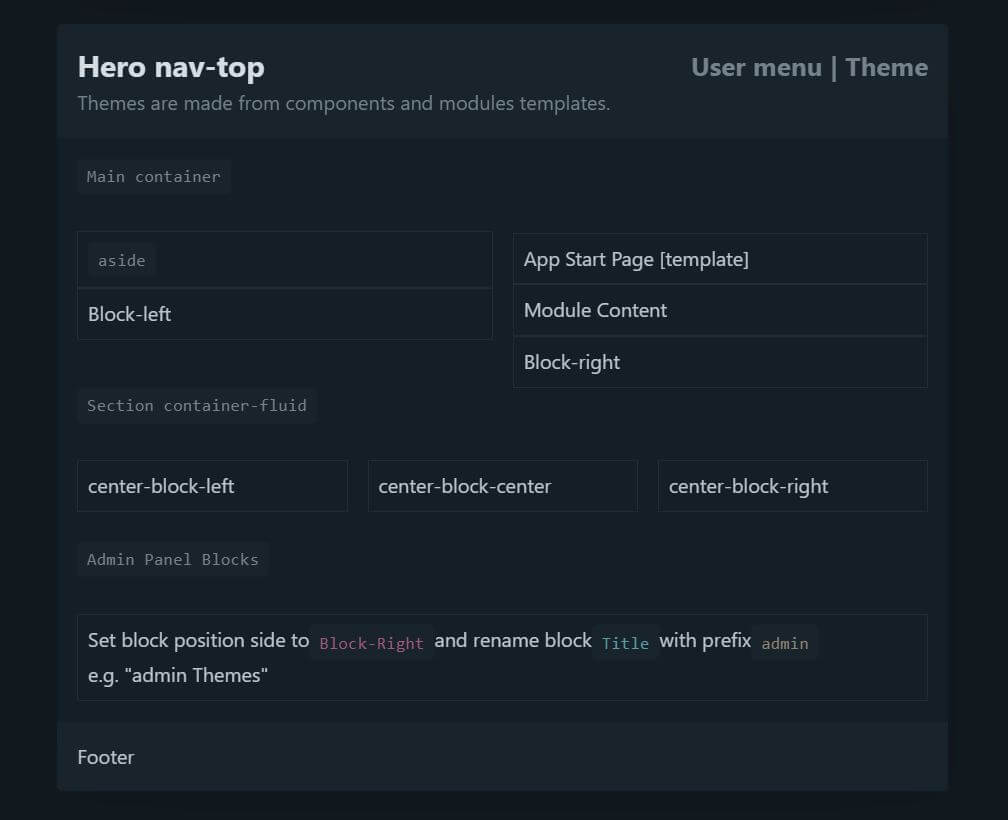 Hero nav-top
User menu | Theme
Themes are made from components and modules templates.
Main container
aside
Block-left
App Start Page [template]
Module Content
Block-right
Section container-fluid
center-block-left
center-block-center
center-block-right
Admin Panel Blocks
Set block position side to Block-Right and rename block Title with prefix admin
e.g. "admin Themes"
Footer